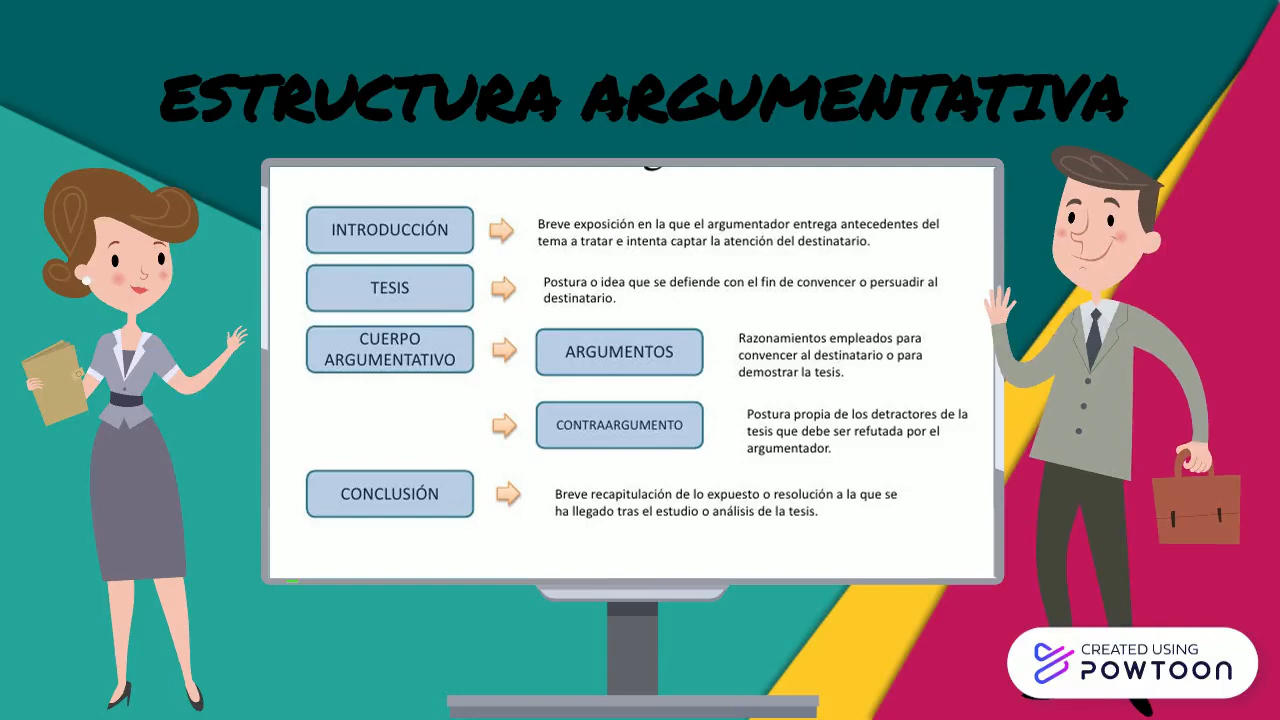 ESTRUCTURA ARGUMENTATIVA
INTRODUCCIÓN
Breve exposición en la que el argumentador entrega antecedentes del
tema a tratar e intenta captar la atención del destinatario.
TESIS
Postura o idea que se defiende con el fin de convencer o persuadir al
destinatario.
CUERPO
ARGUMENTATIVO
ARGUMENTOS
Razonamientos empleados para
convencer al destinatario o para
demostrar la tesis.
CONTRAARGUMENTO
Postura propia de los detractores de la
tesis que debe ser refutada por el
argumentador.
CONCLUSIÓN
Breve recapitulación de lo expuesto o resolución a la que se
ha llegado tras el estudio o análisis de la tesis.
CREATED USING
POWTOON